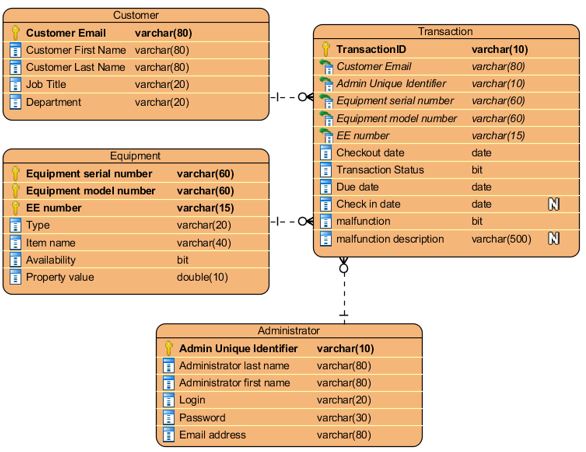 Customer
Customer Email varchar(80)
Customer First Name varchar(80)
Customer Last Name varchar(80)
Job Title varchar(20)
Department varchar(20)
Transaction
TransactionID varchar(10)
Customer Email varchar(80)
Admin Unique Identifier varchar(10)
Equipment serial number varchar(60)
Equipment model number varchar(60)
EE number varchar(15)
Checkout date date
Transaction Status bit
Due date date
Check in date date N
malfunction bit
malfunction description varchar(500) N
Equipment
Equipment serial number varchar(60)
Equipment model number varchar(60)
EE number varchar(15)
Type varchar(20)
Item name varchar(40)
Availability bit
Property value double(10)
Administrator
Admin Unique Identifier varchar(10)
Administrator last name varchar(80)
Administrator first name varchar(80)
Login varchar(20)
Password varchar(30)
Email address varchar(80)